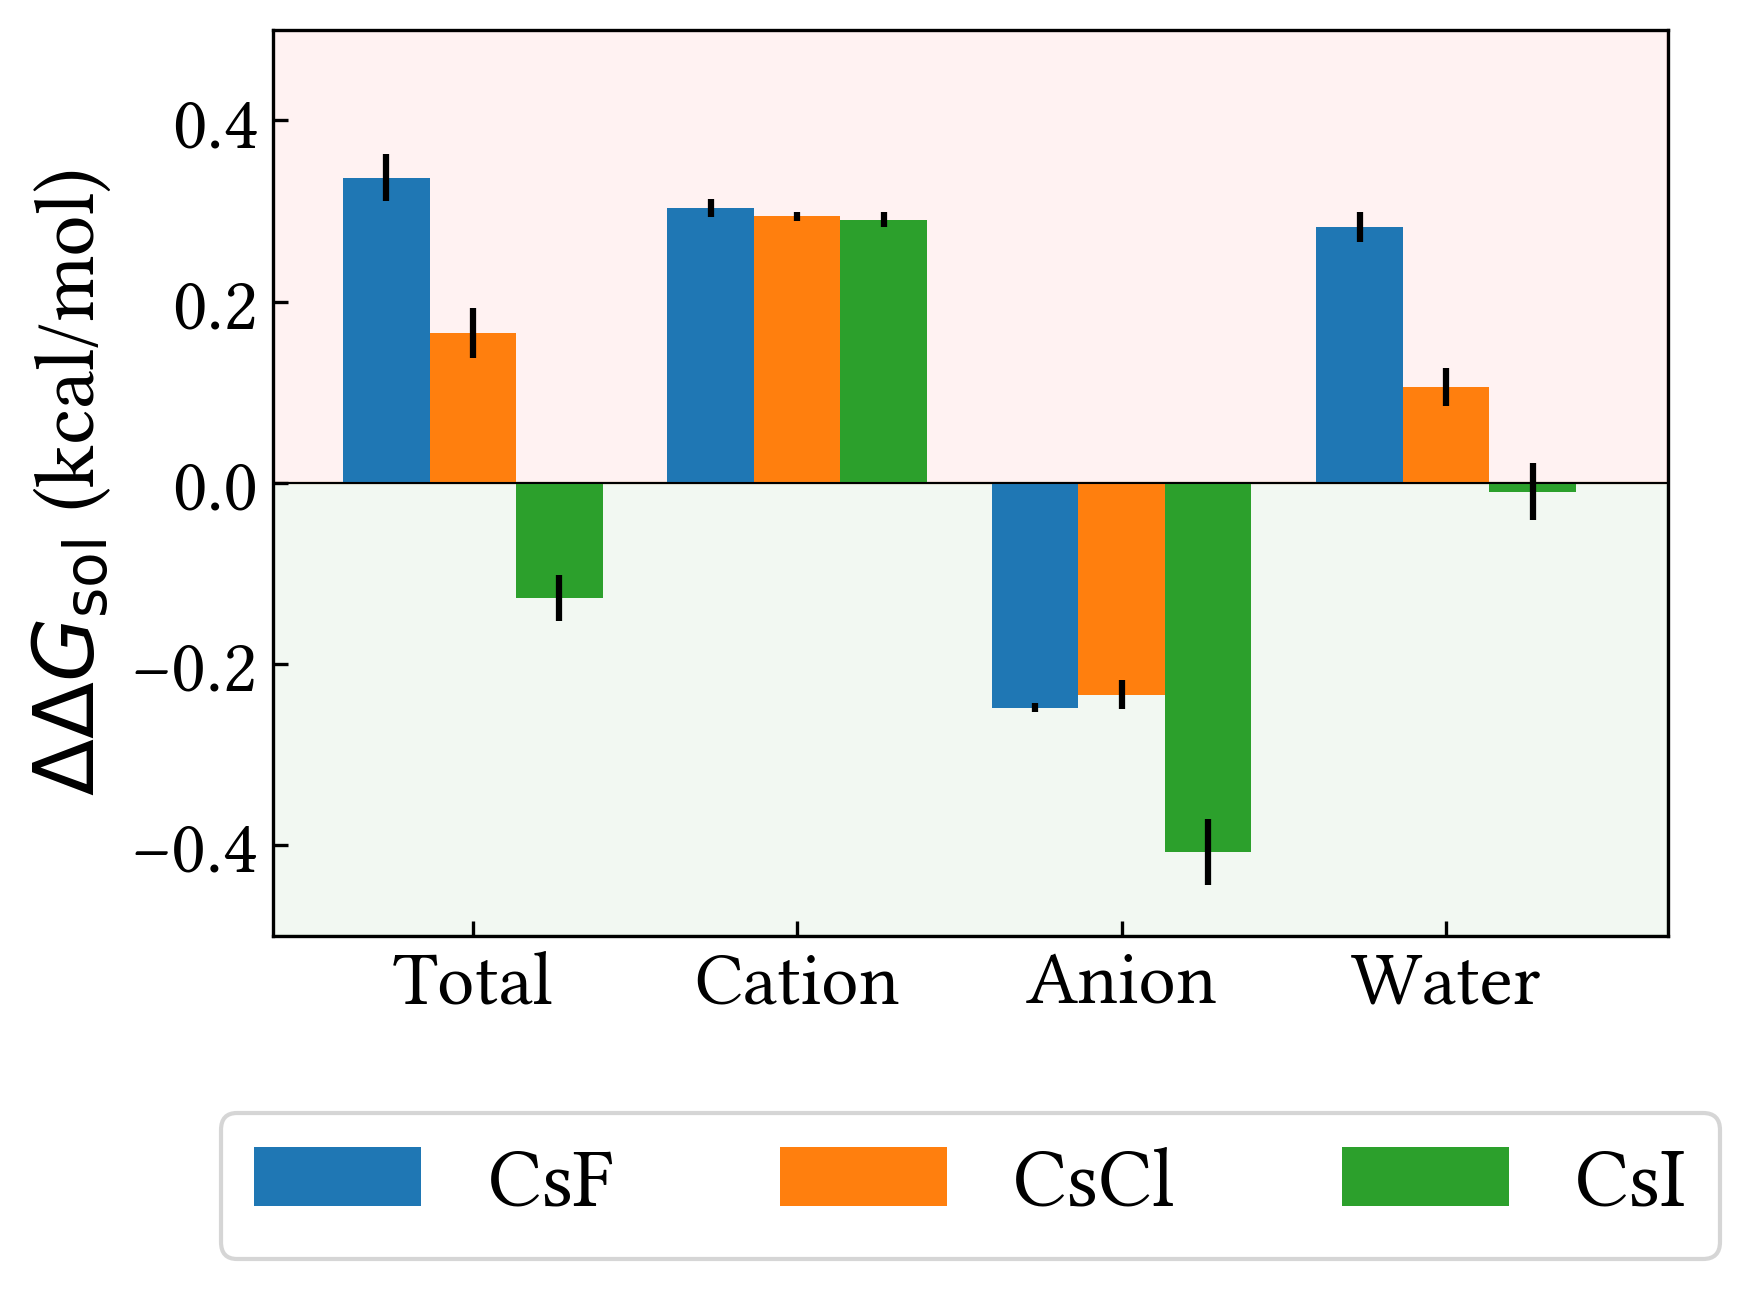 ΔΔG_sol (kcal/mol)
0.4
0.2
0.0
−0.2
−0.4
Total Cation Anion Water
CsF CsCl CsI